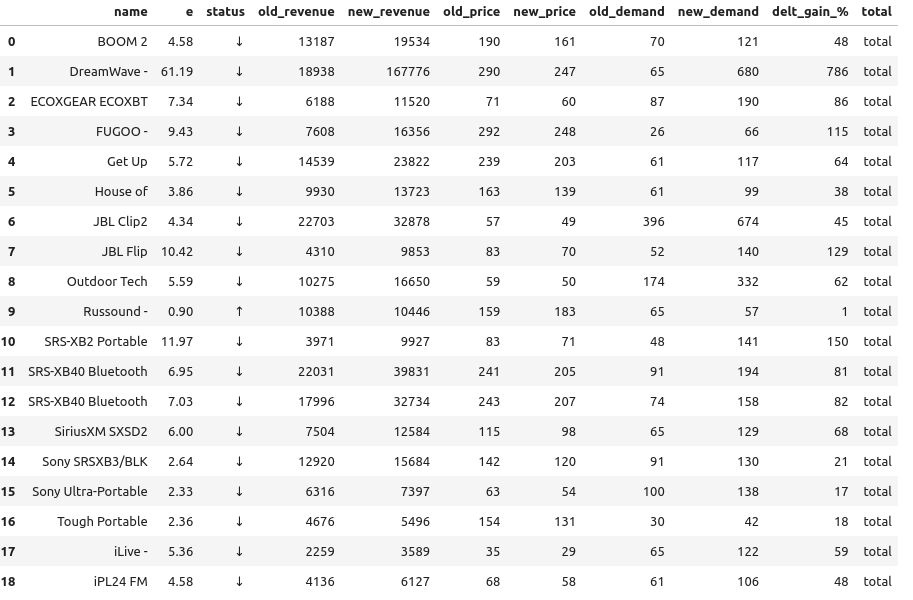 name e status old_revenue new_revenue old_price new_price old_demand new_demand delt_gain_% total
0 BOOM 2 4.58 ↓ 13187 19534 190 161 70 121 48 total
1 DreamWave - 61.19 ↓ 18938 167776 290 247 65 680 786 total
2 ECOXGEAR ECOXBT 7.34 ↓ 6188 11520 71 60 87 190 86 total
3 FUGOO - 9.43 ↓ 7608 16356 292 248 26 66 115 total
4 Get Up 5.72 ↓ 14539 23822 239 203 61 117 64 total
5 House of 3.86 ↓ 9930 13723 163 139 61 99 38 total
6 JBL Clip2 4.34 ↓ 22703 32878 57 49 396 674 45 total
7 JBL Flip 10.42 ↓ 4310 9853 83 70 52 140 129 total
8 Outdoor Tech 5.59 ↓ 10275 16650 59 50 174 332 62 total
9 Russound - 0.90 ↑ 10388 10446 159 183 65 57 1 total
10 SRS-XB2 Portable 11.97 ↓ 3971 9927 83 71 48 141 150 total
11 SRS-XB40 Bluetooth 6.95 ↓ 22031 39831 241 205 91 194 81 total
12 SRS-XB40 Bluetooth 7.03 ↓ 17996 32734 243 207 74 158 82 total
13 SiriusXM SXSD2 6.00 ↓ 7504 12584 115 98 65 129 68 total
14 Sony SRSXB3/BLK 2.64 ↓ 12920 15684 142 120 91 130 21 total
15 Sony Ultra-Portable 2.33 ↓ 6316 7397 63 54 100 138 17 total
16 Tough Portable 2.36 ↓ 4676 5496 154 131 30 42 18 total
17 iLive - 5.36 ↓ 2259 3589 35 29 65 122 59 total
18 iPL24 FM 4.58 ↓ 4136 6127 68 58 61 106 48 total